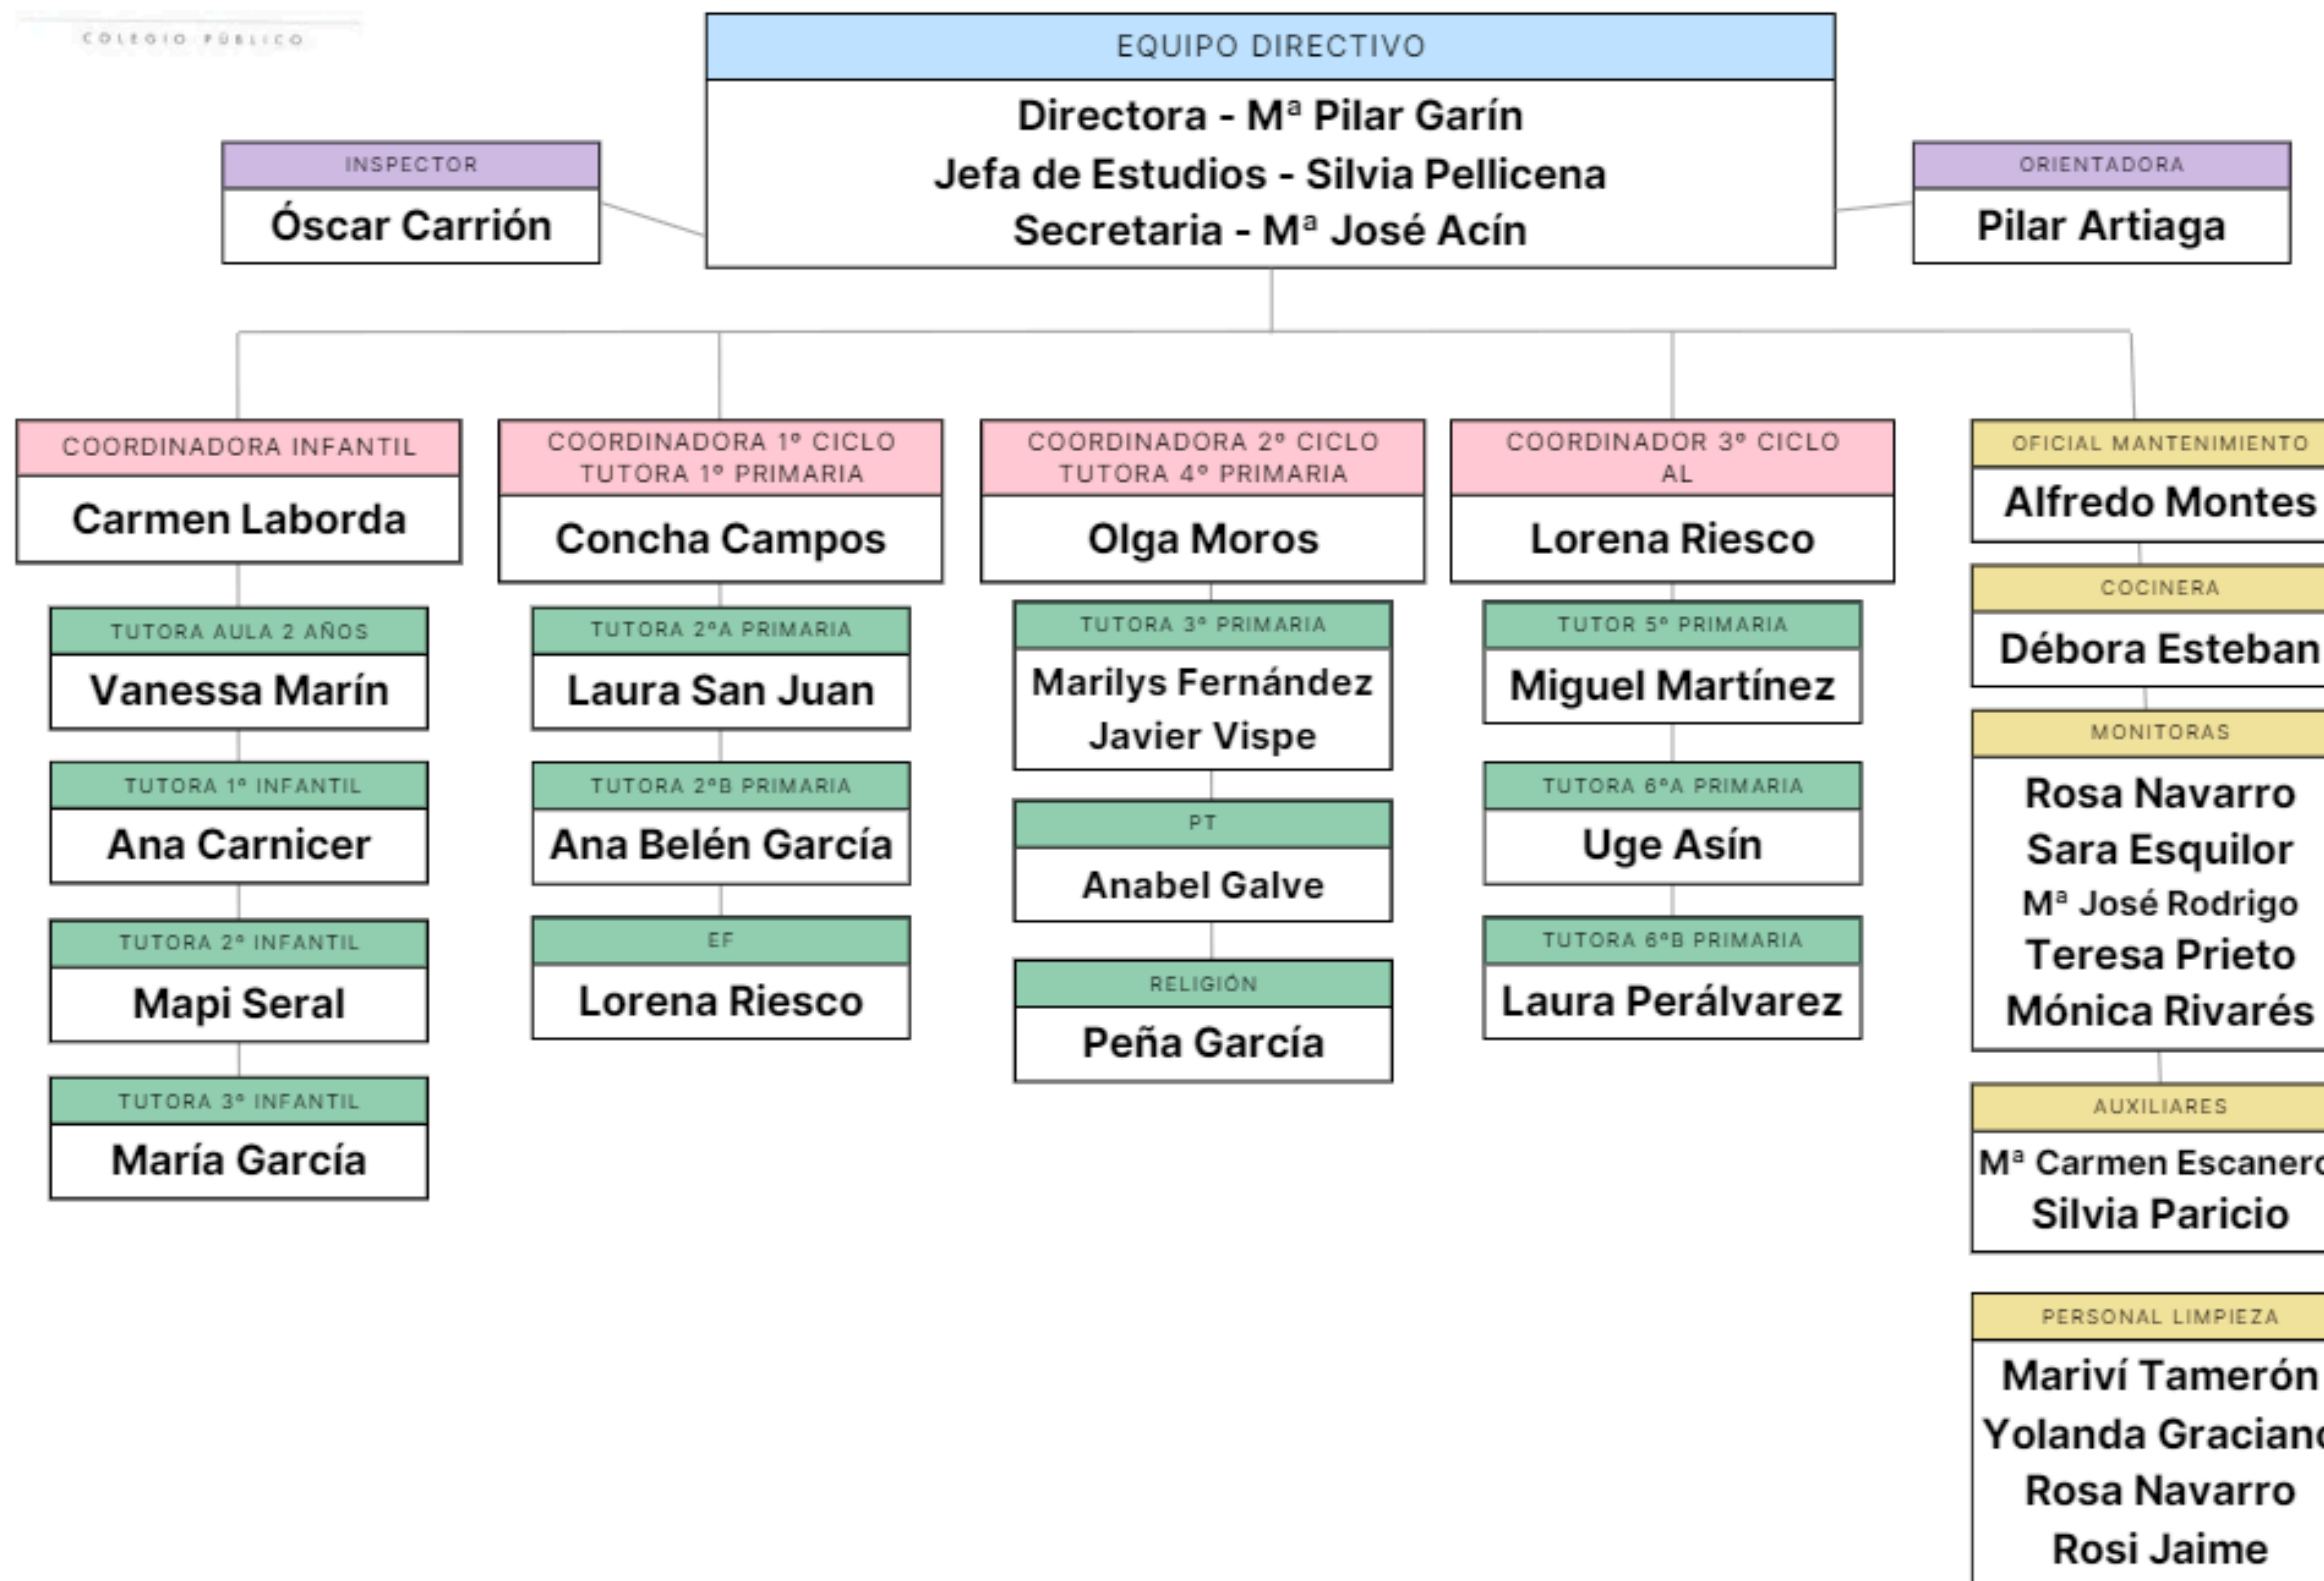 COLEGIO PÚBLICO
EQUIPO DIRECTIVO
Directora - Mª Pilar Garín
Jefa de Estudios - Silvia Pellicena
Secretaria - Mª José Acín
INSPECTOR
Óscar Carrión
ORIENTADORA
Pilar Artiaga
COORDINADORA INFANTIL
Carmen Laborda
TUTORA AULA 2 AÑOS
Vanessa Marín
TUTORA 1º INFANTIL
Ana Carnicer
TUTORA 2º INFANTIL
Mapi Seral
TUTORA 3º INFANTIL
María García
COORDINADORA 1º CICLO
TUTORA 1º PRIMARIA
Concha Campos
TUTORA 2ºA PRIMARIA
Laura San Juan
TUTORA 2ºB PRIMARIA
Ana Belén García
EF
Lorena Riesco
COORDINADORA 2º CICLO
TUTORA 4º PRIMARIA
Olga Moros
TUTORA 3º PRIMARIA
Marilys Fernández
Javier Vispe
PT
Anabel Galve
RELIGIÓN
Peña García
COORDINADOR 3º CICLO
AL
Lorena Riesco
TUTOR 5º PRIMARIA
Miguel Martínez
TUTORA 6ºA PRIMARIA
Uge Asín
TUTORA 6ºB PRIMARIA
Laura Perálvarez
OFICIAL MANTENIMIENTO
Alfredo Montes
COCINERA
Débora Esteban
MONITORAS
Rosa Navarro
Sara Esquilor
Mª José Rodrigo
Teresa Prieto
Mónica Rivarés
AUXILIARES
Mª Carmen Escanero
Silvia Paricio
PERSONAL LIMPIEZA
Mariví Tamerón
Yolanda Graciano
Rosa Navarro
Rosi Jaime